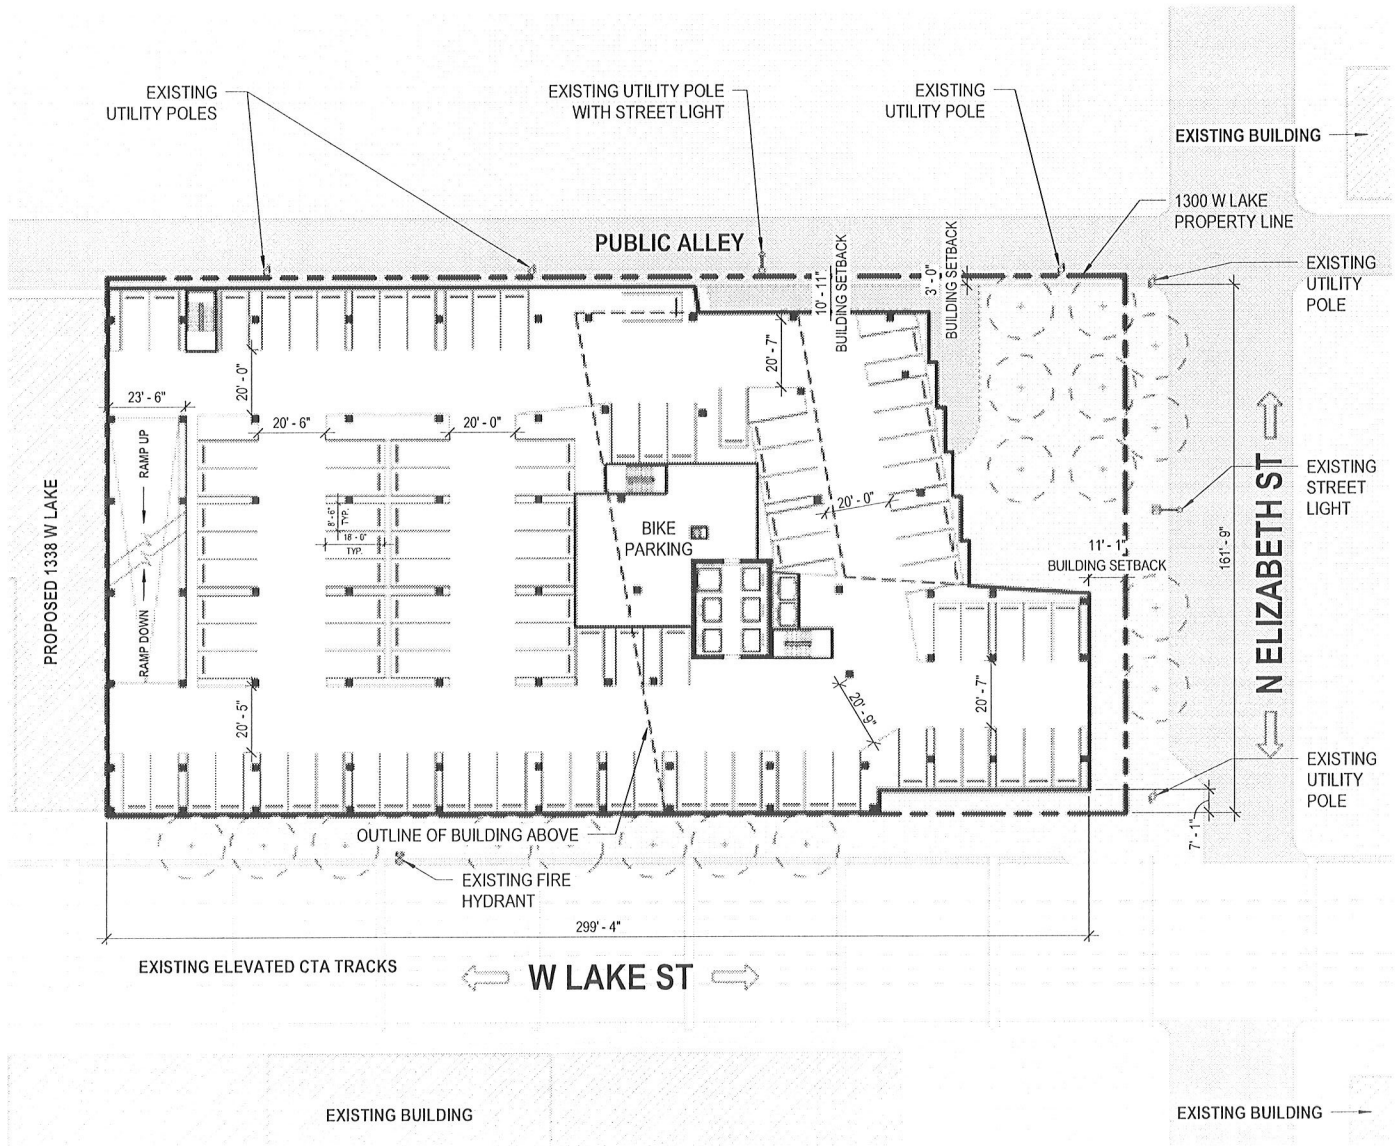 EXISTING
UTILITY POLES
EXISTING UTILITY POLE
WITH STREET LIGHT
EXISTING
UTILITY POLE
EXISTING BUILDING
1300 W LAKE
PROPERTY LINE
PUBLIC ALLEY
10' - 11"
BUILDING SETBACK
3' - 0"
BUILDING SETBACK
EXISTING
UTILITY
POLE
20' - 7"
20' - 0"
23' - 6"
20' - 6"
20' - 0"
RAMP UP
PROPOSED 1338 W LAKE
8' - 6"
TYP.
18' - 0"
TYP.
20' - 0"
BIKE
PARKING
EXISTING
STREET
LIGHT
N ELIZABETH ST
161' - 9"
11' - 1"
BUILDING SETBACK
RAMP DOWN
20' - 5"
20' - 9"
20' - 7"
EXISTING
UTILITY
POLE
7' - 1"
OUTLINE OF BUILDING ABOVE
EXISTING FIRE
HYDRANT
299' - 4"
EXISTING ELEVATED CTA TRACKS
W LAKE ST
EXISTING BUILDING
EXISTING BUILDING